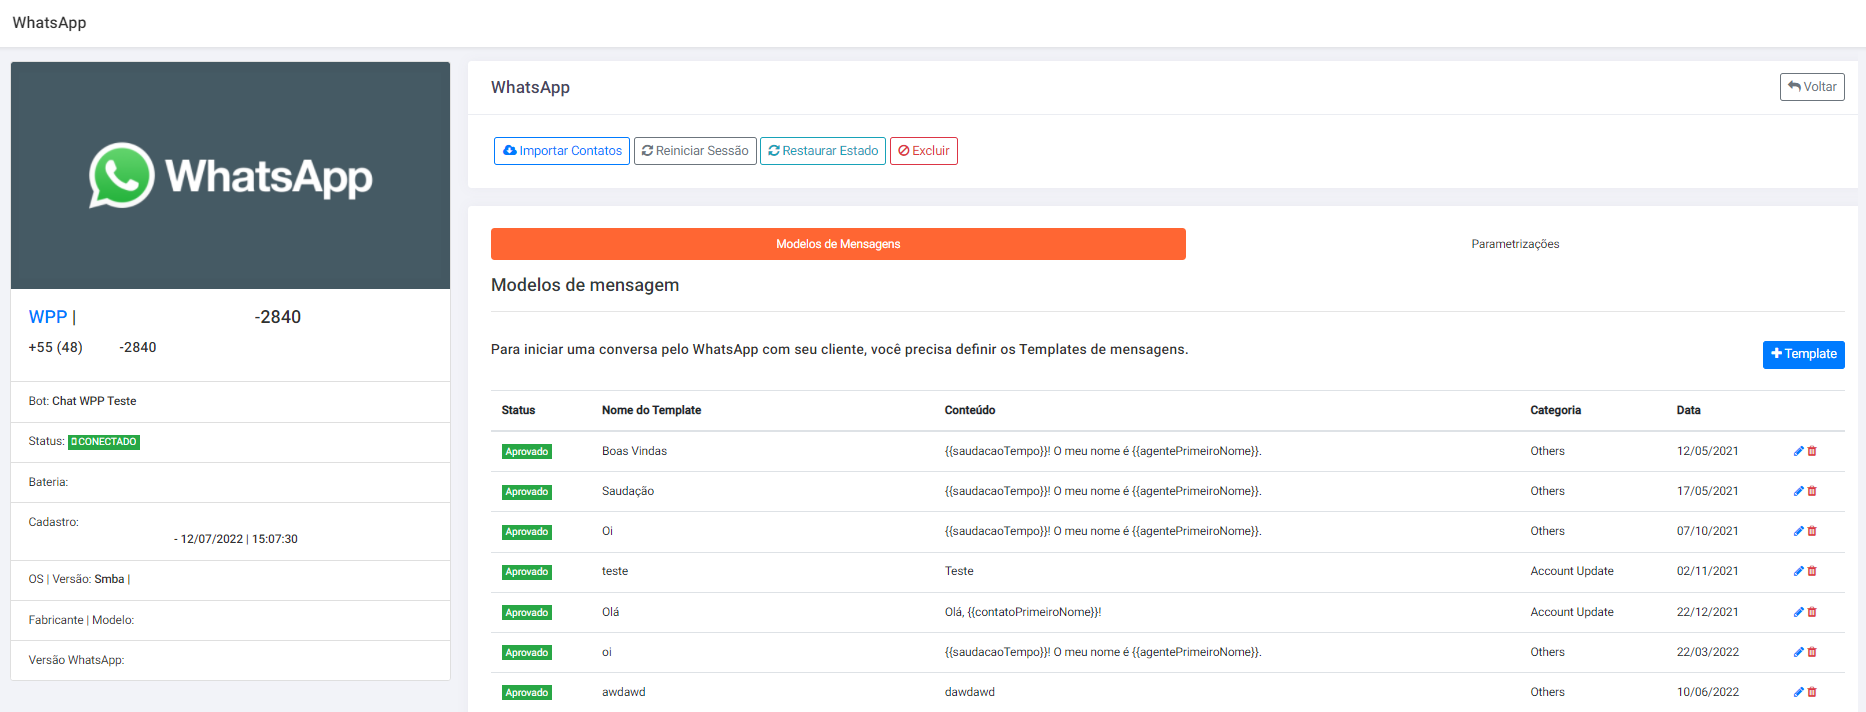 WhatsApp
WhatsApp
WPP | -2840
+55 (48) -2840
Bot: Chat WPP Teste
Status: CONECTADO
Bateria:
Cadastro:
- 12/07/2022 | 15:07:30
OS | Versão: Smba |
Fabricante | Modelo:
Versão WhatsApp:
WhatsApp
Voltar
Importar Contatos Reiniciar Sessão Restaurar Estado Excluir
Modelos de Mensagens Parametrizações
Modelos de mensagem
Para iniciar uma conversa pelo WhatsApp com seu cliente, você precisa definir os Templates de mensagens.
+ Template
Status Nome do Template Conteúdo Categoria Data
Aprovado Boas Vindas {{saudacaoTempo}}! O meu nome é {{agentePrimeiroNome}}. Others 12/05/2021
Aprovado Saudação {{saudacaoTempo}}! O meu nome é {{agentePrimeiroNome}}. Others 17/05/2021
Aprovado Oi {{saudacaoTempo}}! O meu nome é {{agentePrimeiroNome}}. Others 07/10/2021
Aprovado teste Teste Account Update 02/11/2021
Aprovado Olá Olá, {{contatoPrimeiroNome}}! Account Update 22/12/2021
Aprovado oi {{saudacaoTempo}}! O meu nome é {{agentePrimeiroNome}}. Others 22/03/2022
Aprovado awdawd dawdawd Others 10/06/2022